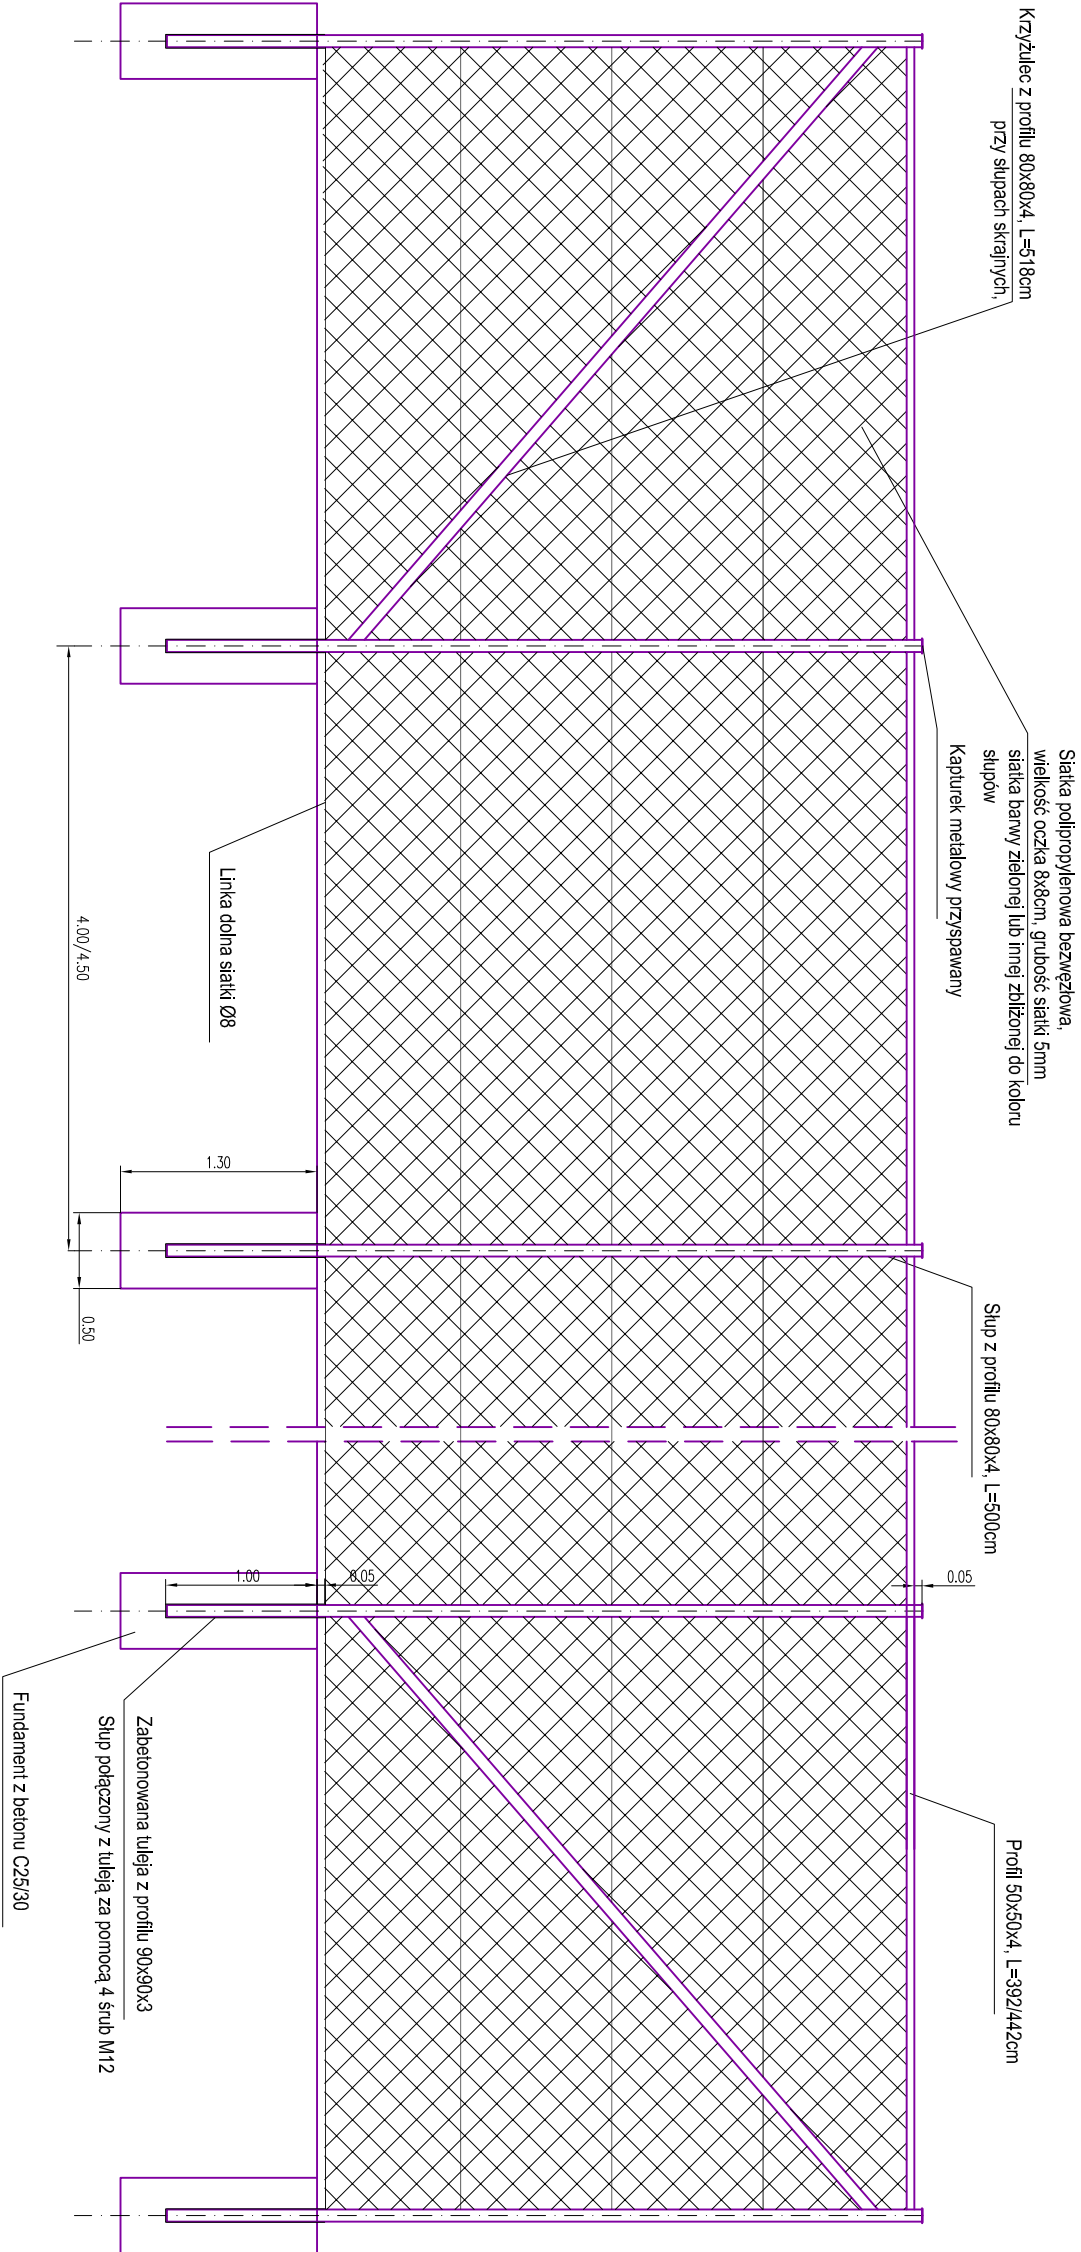 Krzyżulec z profilu 80x80x4, L=518cm
przy słupach skrajnych,
Siatka polipropylenowa bezwęzłowa,
wielkość oczka 8x8cm, grubość siatki 5mm
siatka barwy zielonej lub innej zbliżonej do koloru
słupów
Kapturek metalowy przyspawany
Słup z profilu 80x80x4, L=500cm
Profil 50x50x4, L=392/442cm
0.05
0.05
1.00
1.30
Linka dolna siatki Ø8
4.00/4.50
0.50
Zabetonowana tuleja z profilu 90x90x3
Słup połączony z tuleją za pomocą 4 śrub M12
Fundament z betonu C25/30